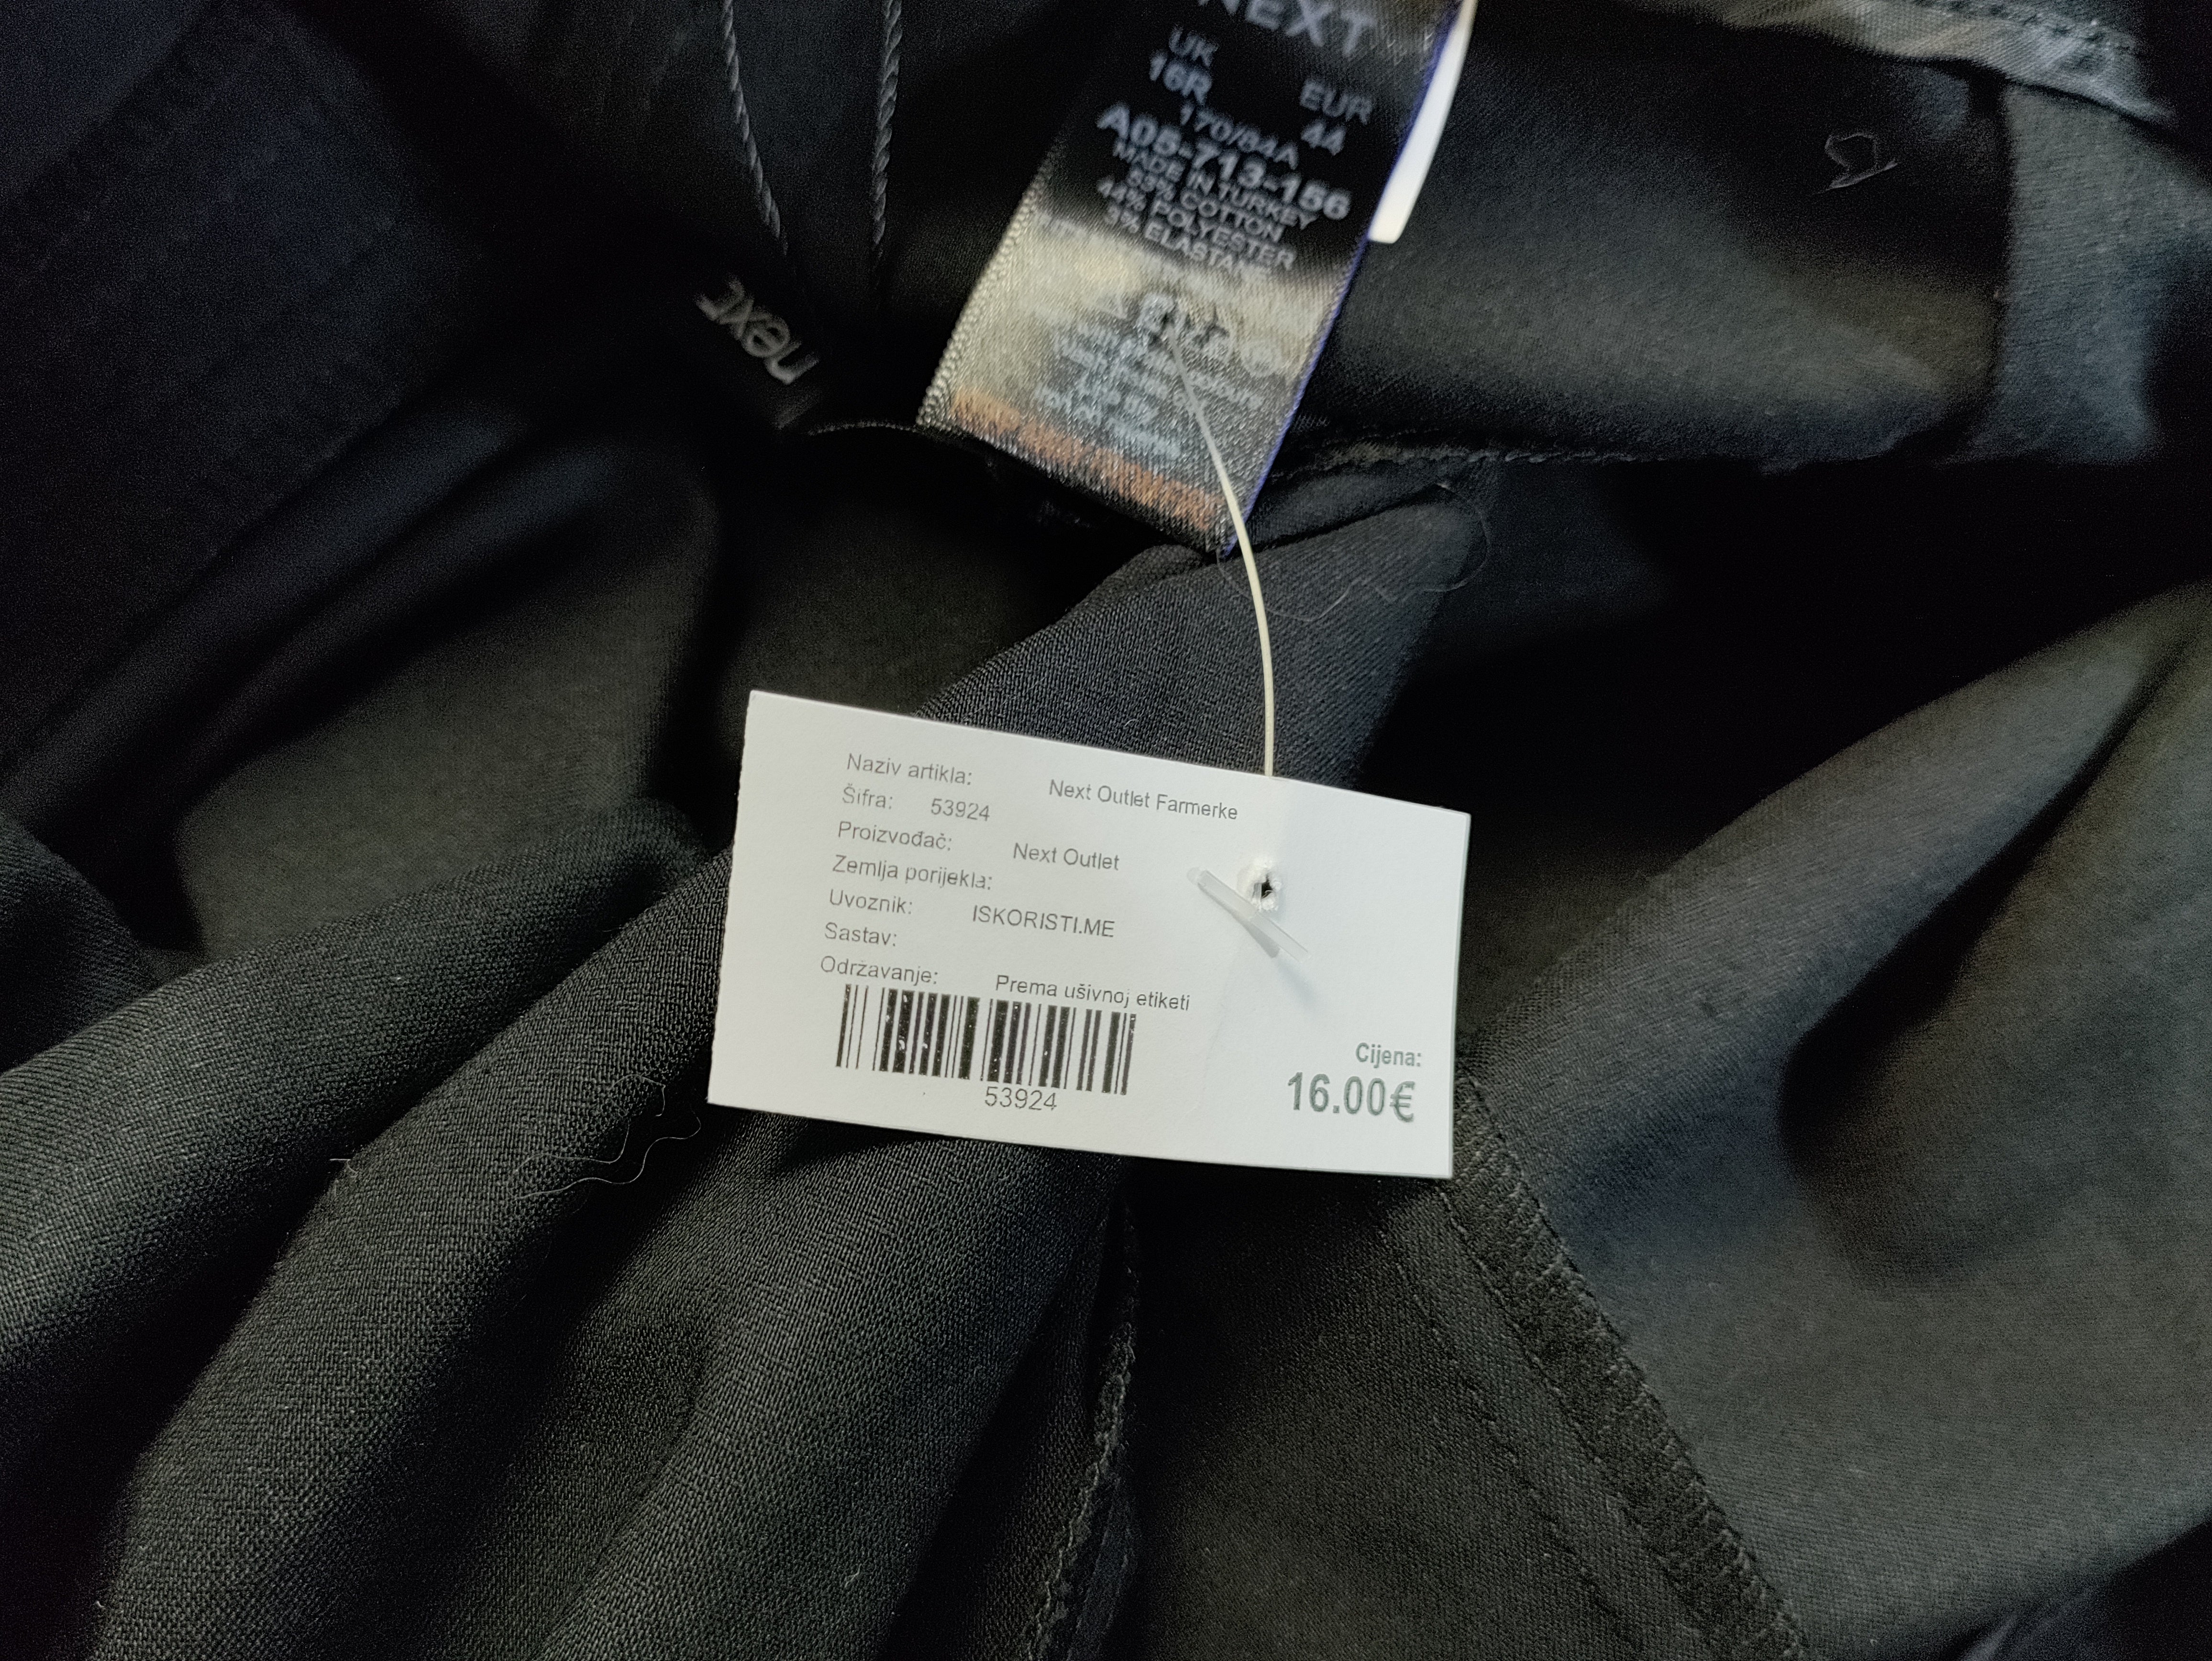 NEXT
UK
16R
EUR
44
170/84A
A05-713-156
MADE IN TURKEY
53% COTTON
44% POLYESTER
3% ELASTANE
next
Naziv artikla: Next Outlet Farmerke
Šifra: 53924
Proizvođač: Next Outlet
Zemlja porijekla:
Uvoznik: ISKORISTI.ME
Sastav:
Održavanje: Prema ušivnoj etiketi
53924
Cijena:
16.00€